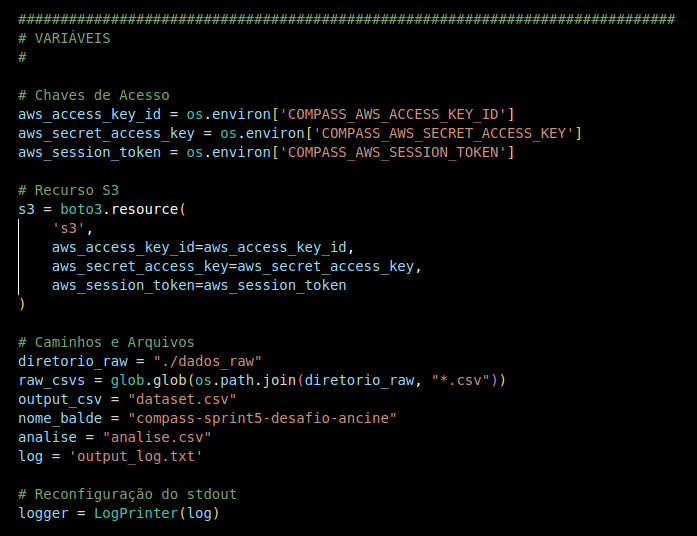 ##############################################################################
# VARIÁVEIS
#
# Chaves de Acesso
aws_access_key_id = os.environ['COMPASS_AWS_ACCESS_KEY_ID']
aws_secret_access_key = os.environ['COMPASS_AWS_SECRET_ACCESS_KEY']
aws_session_token = os.environ['COMPASS_AWS_SESSION_TOKEN']
# Recurso S3
s3 = boto3.resource(
    's3',
    aws_access_key_id=aws_access_key_id,
    aws_secret_access_key=aws_secret_access_key,
    aws_session_token=aws_session_token
)
# Caminhos e Arquivos
diretorio_raw = "./dados_raw"
raw_csvs = glob.glob(os.path.join(diretorio_raw, "*.csv"))
output_csv = "dataset.csv"
nome_balde = "compass-sprint5-desafio-ancine"
analise = "analise.csv"
log = 'output_log.txt'
# Reconfiguração do stdout
logger = LogPrinter(log)